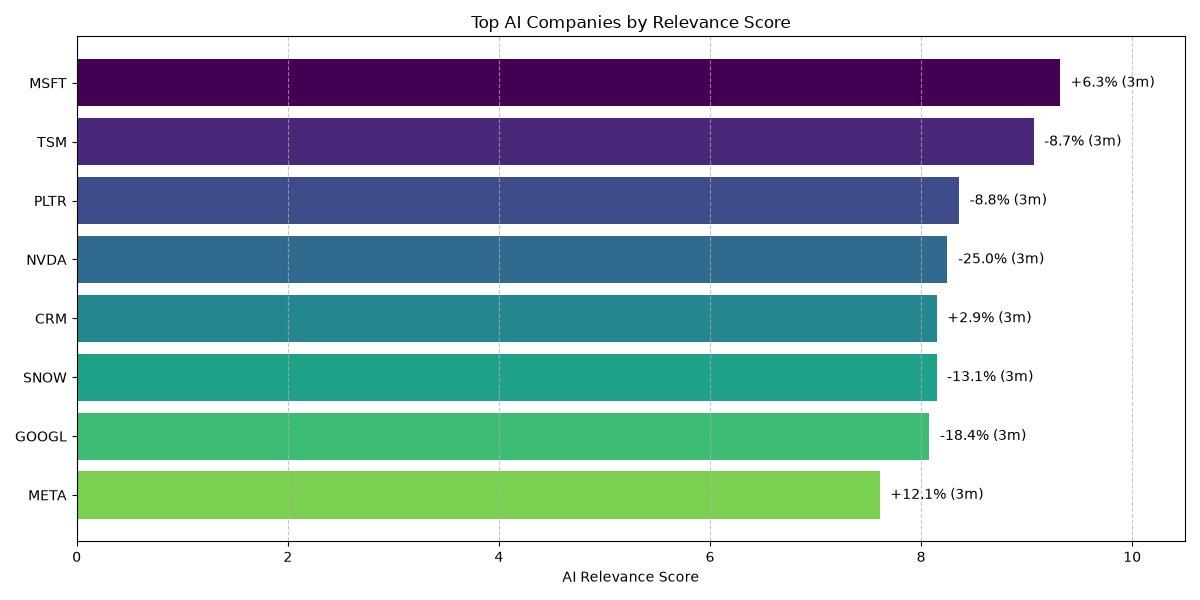 Top AI Companies by Relevance Score
MSFT +6.3% (3m)
TSM -8.7% (3m)
PLTR -8.8% (3m)
NVDA -25.0% (3m)
CRM +2.9% (3m)
SNOW -13.1% (3m)
GOOGL -18.4% (3m)
META +12.1% (3m)
0 2 4 6 8 10
AI Relevance Score